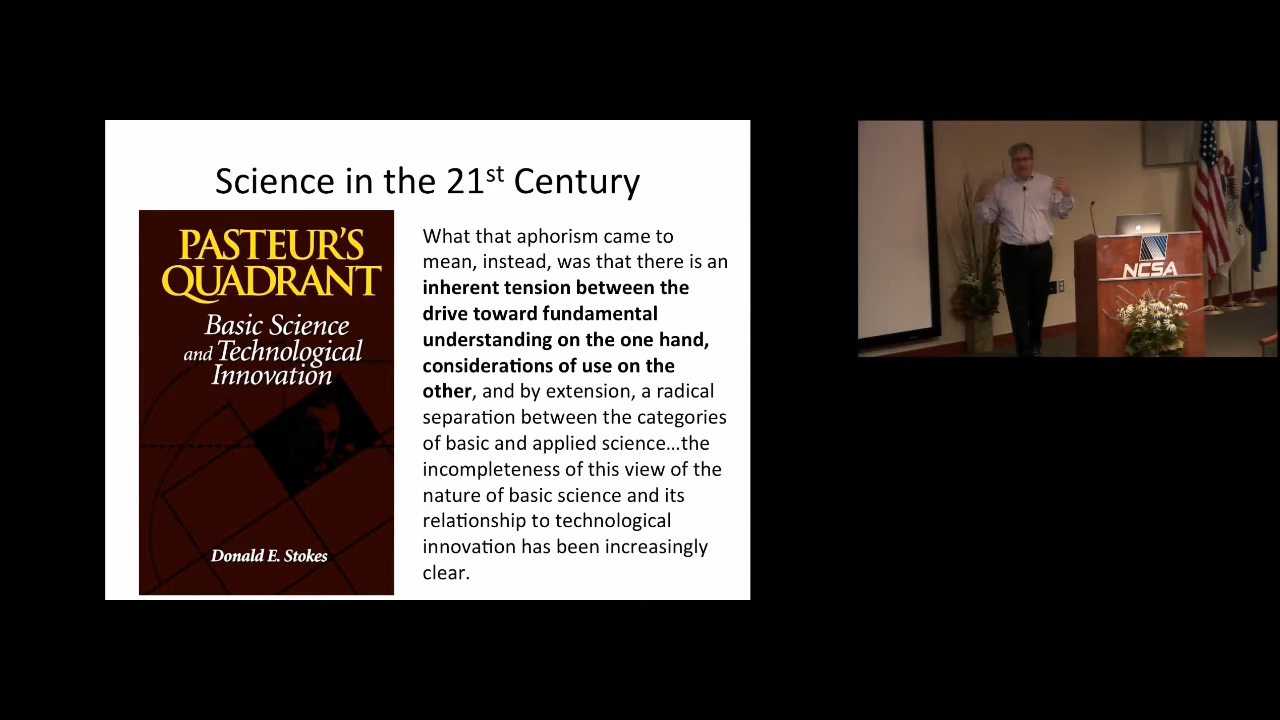 Science in the 21st Century
PASTEUR'S
QUADRANT
Basic Science
and Technological
Innovation
Donald E. Stokes
What that aphorism came to
mean, instead, was that there is an
inherent tension between the
drive toward fundamental
understanding on the one hand,
considerations of use on the
other, and by extension, a radical
separation between the categories
of basic and applied science...the
incompleteness of this view of the
nature of basic science and its
relationship to technological
innovation has been increasingly
clear.
NCSA